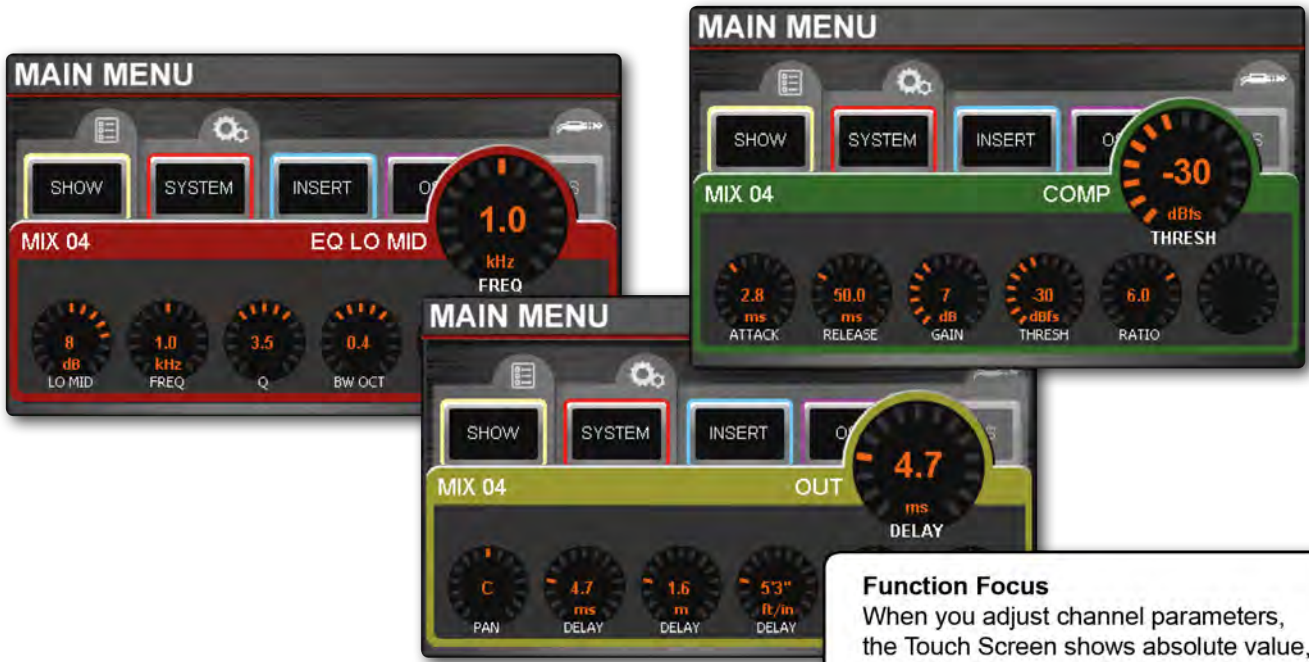 MAIN MENU
SHOW SYSTEM INSERT
MIX 04 EQ LO MID
1.0
kHz
FREQ
8 1.0 3.5 0.4
dB kHz
LO MID FREQ Q BW OCT
MAIN MENU
SHOW SYSTEM INSERT
MIX 04 COMP
-30
dBfs
THRESH
2.8 50.0 7 -30 6.0
ms ms dB dBfs
ATTACK RELEASE GAIN THRESH RATIO
MAIN MENU
SHOW SYSTEM INSERT
MIX 04 OUT
4.7
ms
DELAY
C 4.7 1.6 5'3"
ms m ft/in
PAN DELAY DELAY DELAY
Function Focus
When you adjust channel parameters,
the Touch Screen shows absolute value,